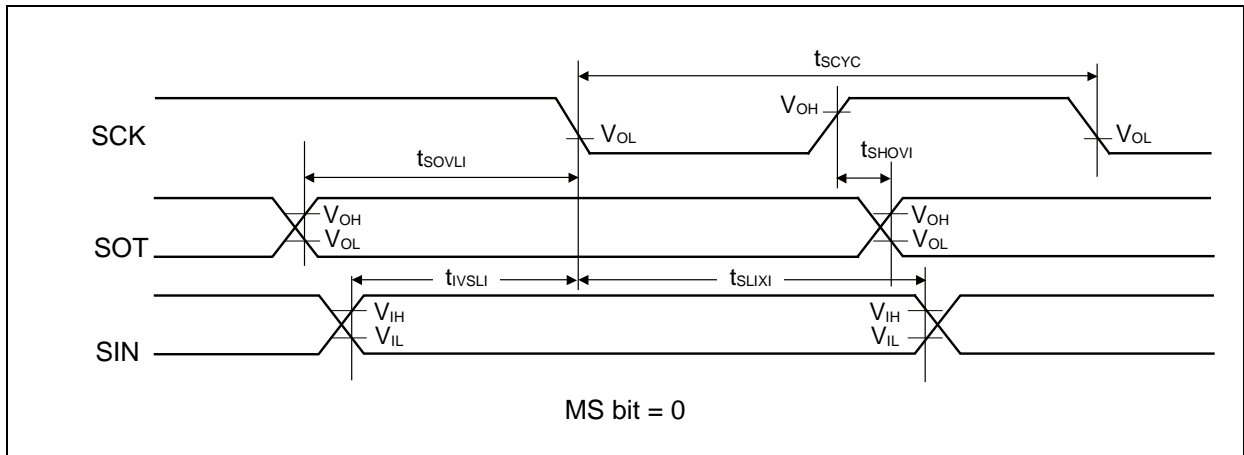 tSCYC
VOH
SCK
VOL
VOL
tSOVLI
tSHOVI
VOH
VOH
SOT
VOL
VOL
tIVSLI
tSLIXI
VIH
VIH
SIN
VIL
VIL
MS bit = 0